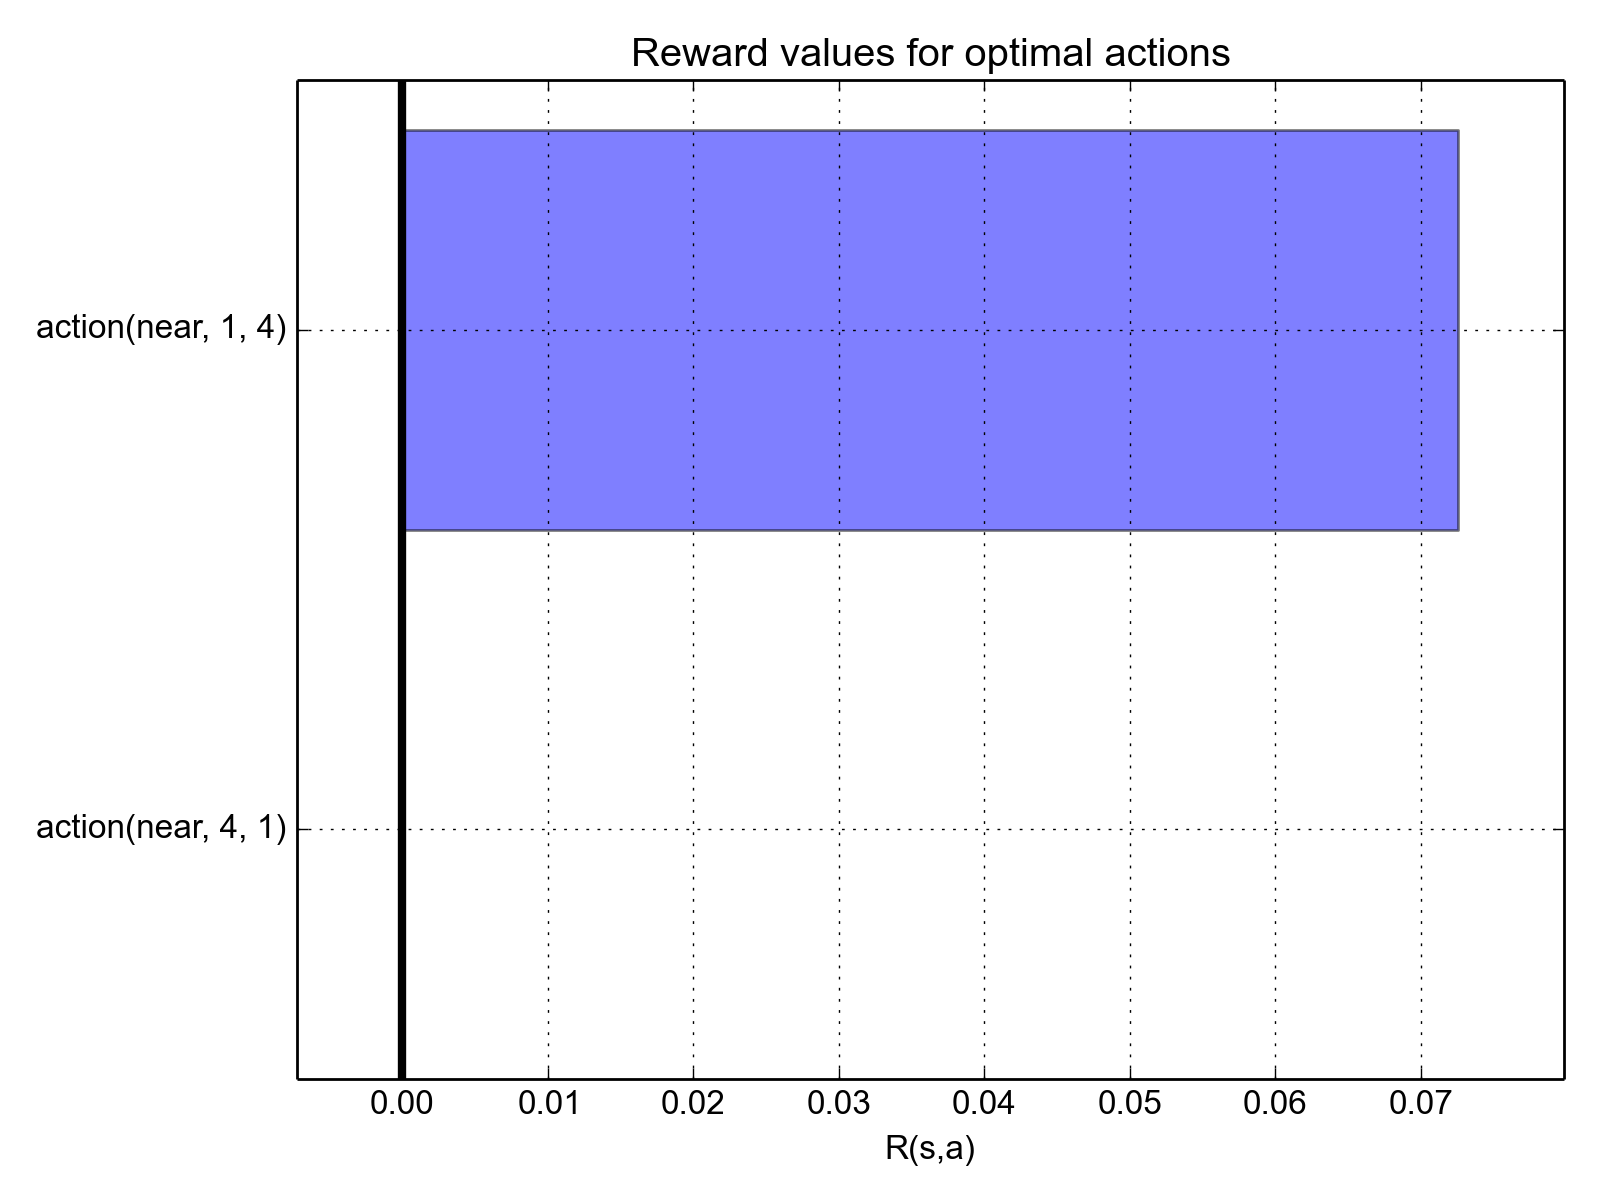 Reward values for optimal actions
action(near, 1, 4)
action(near, 4, 1)
0.00 0.01 0.02 0.03 0.04 0.05 0.06 0.07
R(s,a)